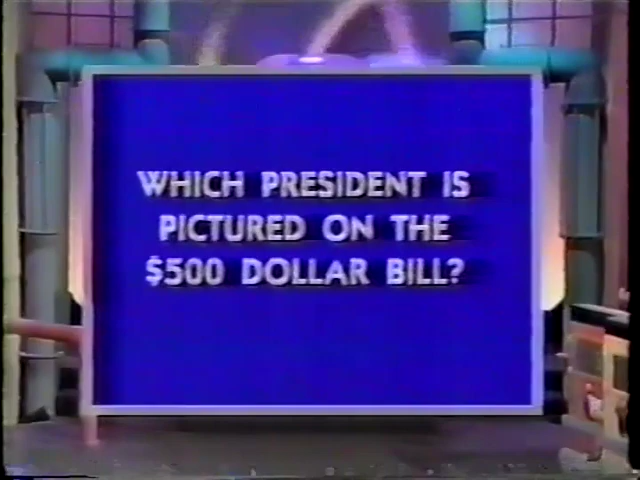 WHICH PRESIDENT IS
PICTURED ON THE
$500 DOLLAR BILL?